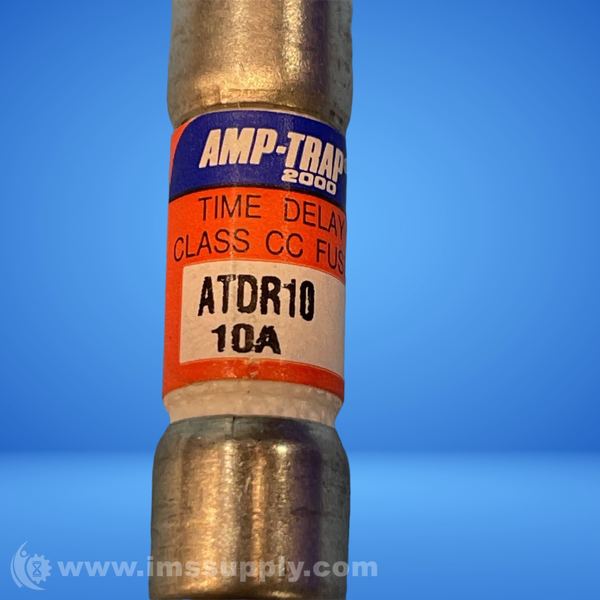 AMP-TRAP
2000
TIME DELAY
CLASS CC FUS
ATDR10
10A
www.imssupply.com